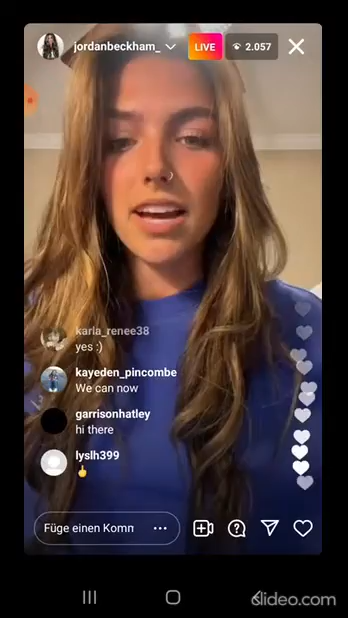 jordanbeckham_
LIVE
2.057
karla_renee38
yes :)
kayeden_pincombe
We can now
garrisonhatley
hi there
lyslh399
Füge einen Komm
clideo.com